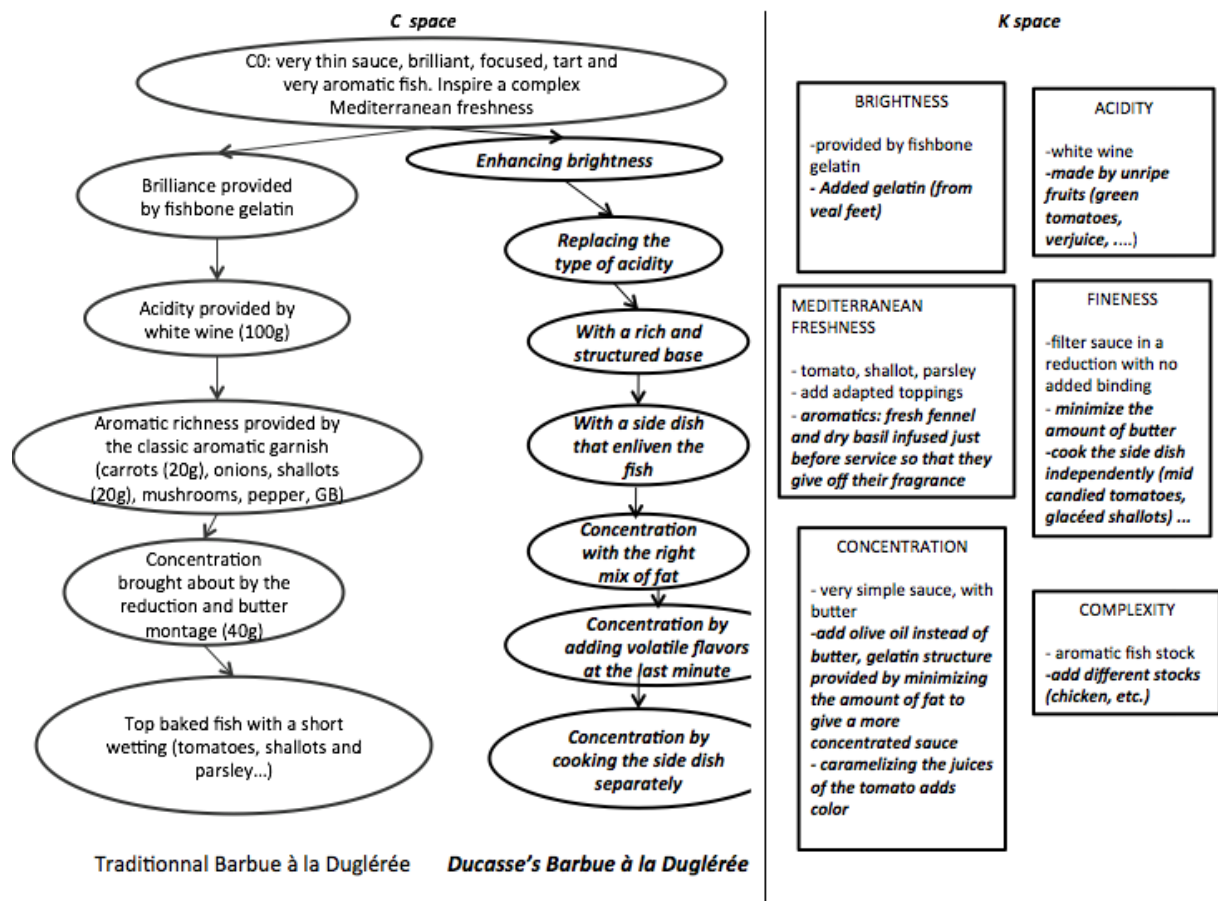 C space
C0: very thin sauce, brilliant, focused, tart and
very aromatic fish. Inspire a complex
Mediterranean freshness
Brilliance provided
by fishbone gelatin
Acidity provided by
white wine (100g)
Aromatic richness provided by
the classic aromatic garnish
(carrots (20g), onions, shallots
(20g), mushrooms, pepper, GB)
Concentration
brought about by the
reduction and butter
montage (40g)
Top baked fish with a short
wetting (tomatoes, shallots and
parsley...)
Traditionnal Barbue à la Duglérée
Enhancing brightness
Replacing the
type of acidity
With a rich and
structured base
With a side dish
that enliven the
fish
Concentration
with the right
mix of fat
Concentration by
adding volatile flavors
at the last minute
Concentration by
cooking the side dish
separately
Ducasse's Barbue à la Duglérée
K space
BRIGHTNESS
-provided by fishbone
gelatin
- Added gelatin (from
veal feet)
ACIDITY
-white wine
-made by unripe
fruits (green
tomatoes,
verjuice, ....)
MEDITERRANEAN
FRESHNESS
- tomato, shallot, parsley
- add adapted toppings
- aromatics: fresh fennel
and dry basil infused just
before service so that they
give off their fragrance
FINENESS
-filter sauce in a
reduction with no
added binding
- minimize the
amount of butter
-cook the side dish
independently (mid
candied tomatoes,
glacéed shallots) ...
CONCENTRATION
- very simple sauce, with
butter
-add olive oil instead of
butter, gelatin structure
provided by minimizing
the amount of fat to
give a more
concentrated sauce
- caramelizing the juices
of the tomato adds
color
COMPLEXITY
- aromatic fish stock
-add different stocks
(chicken, etc.)